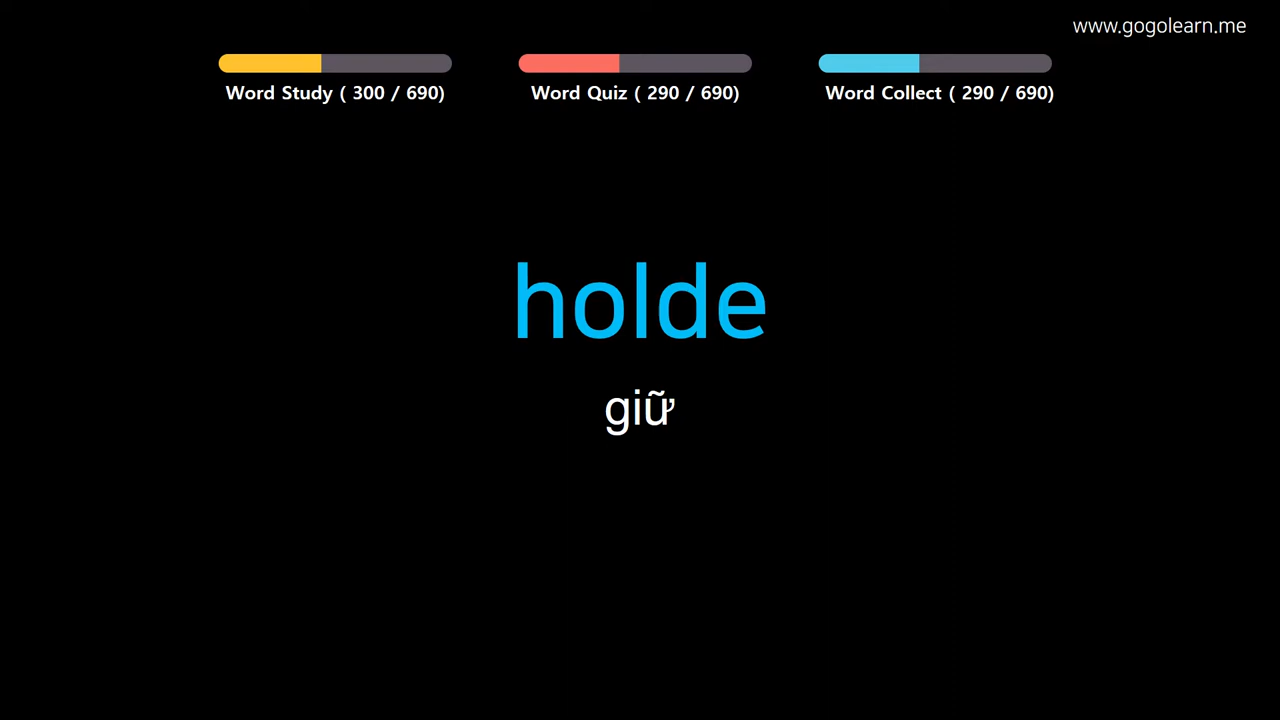 www.gogolearn.me
Word Study ( 300 / 690)
Word Quiz ( 290 / 690)
Word Collect ( 290 / 690)
holde
giữ